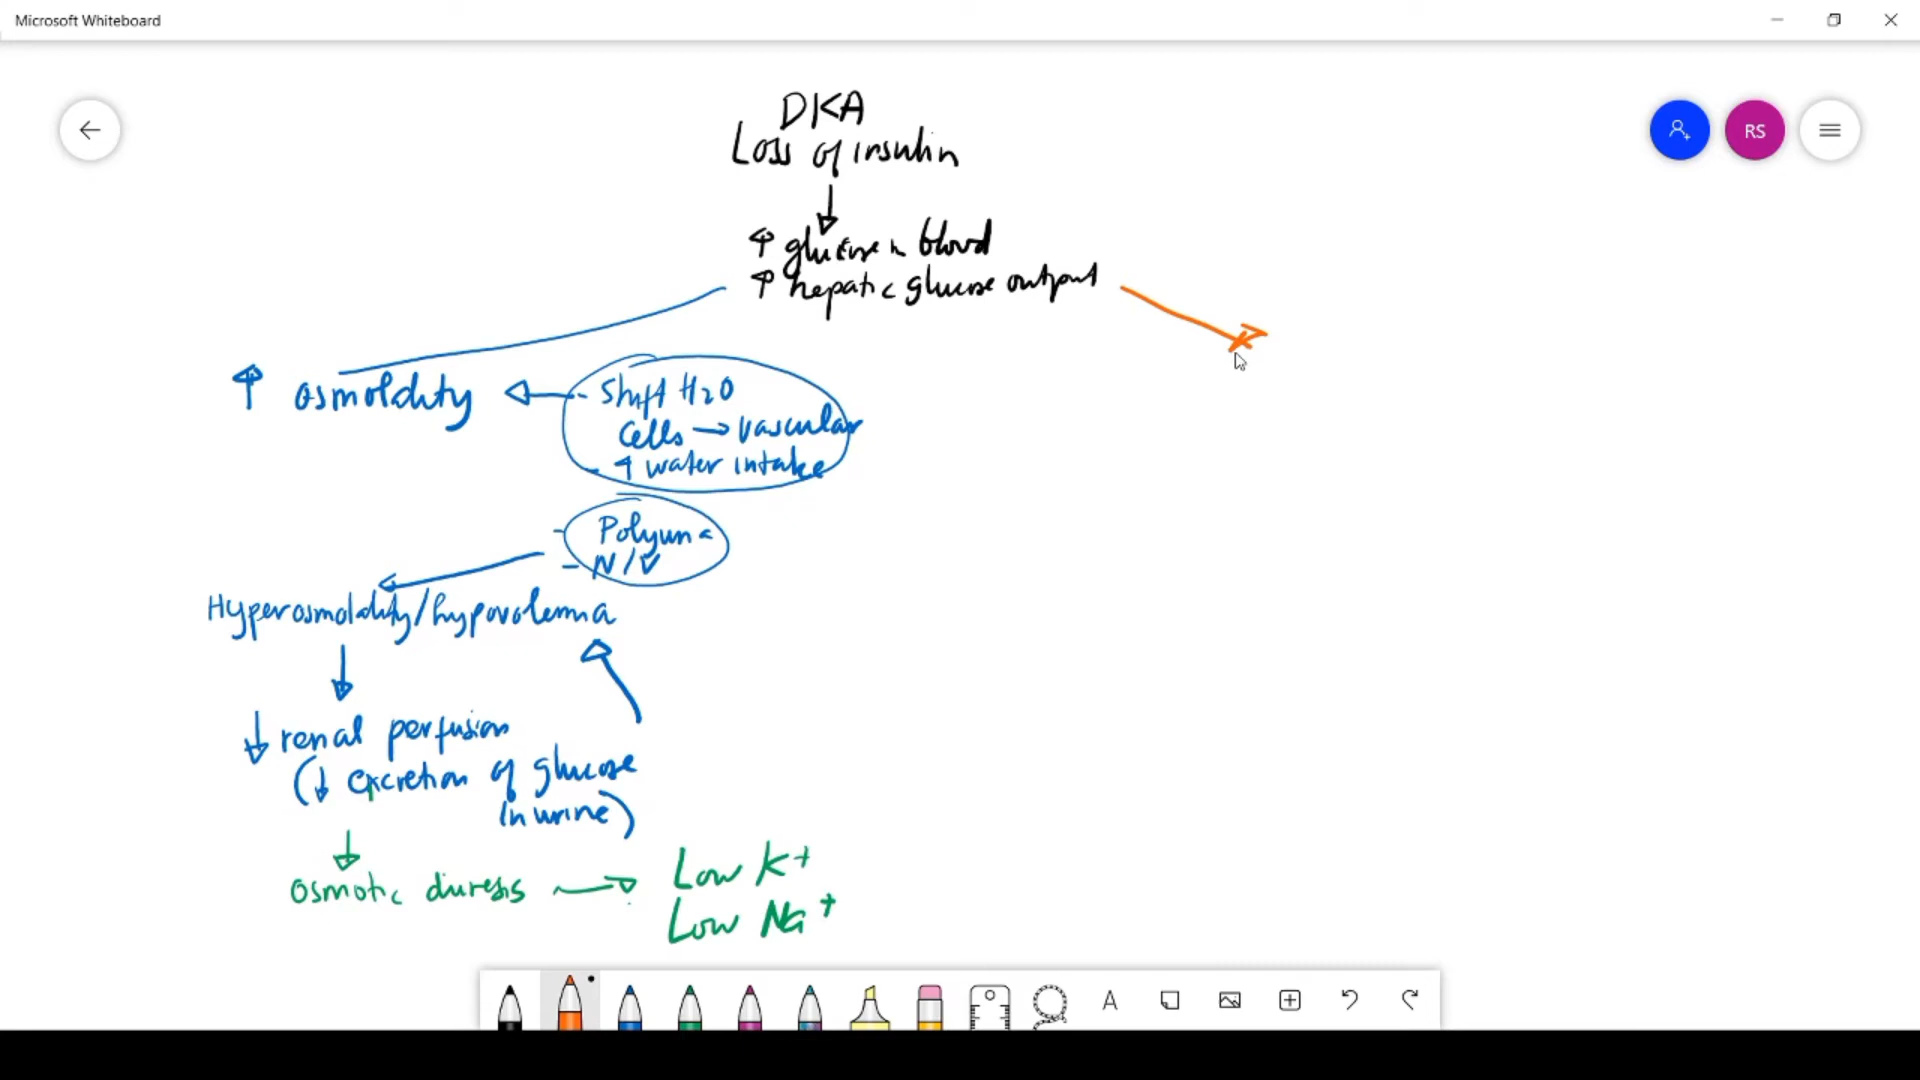 Microsoft Whiteboard
RS
DKA
Loss of insulin
↑ glucose in blood
↑ hepatic glucose output
↑ osmolality
- Shift H2O
Cells → vascular
- ↑ water intake
- Polyuria
- N/V
Hyperosmolality/hypovolemia
↓ renal perfusion
(↓ excretion of glucose
in urine)
osmotic diuresis → Low K+
Low Na+
A